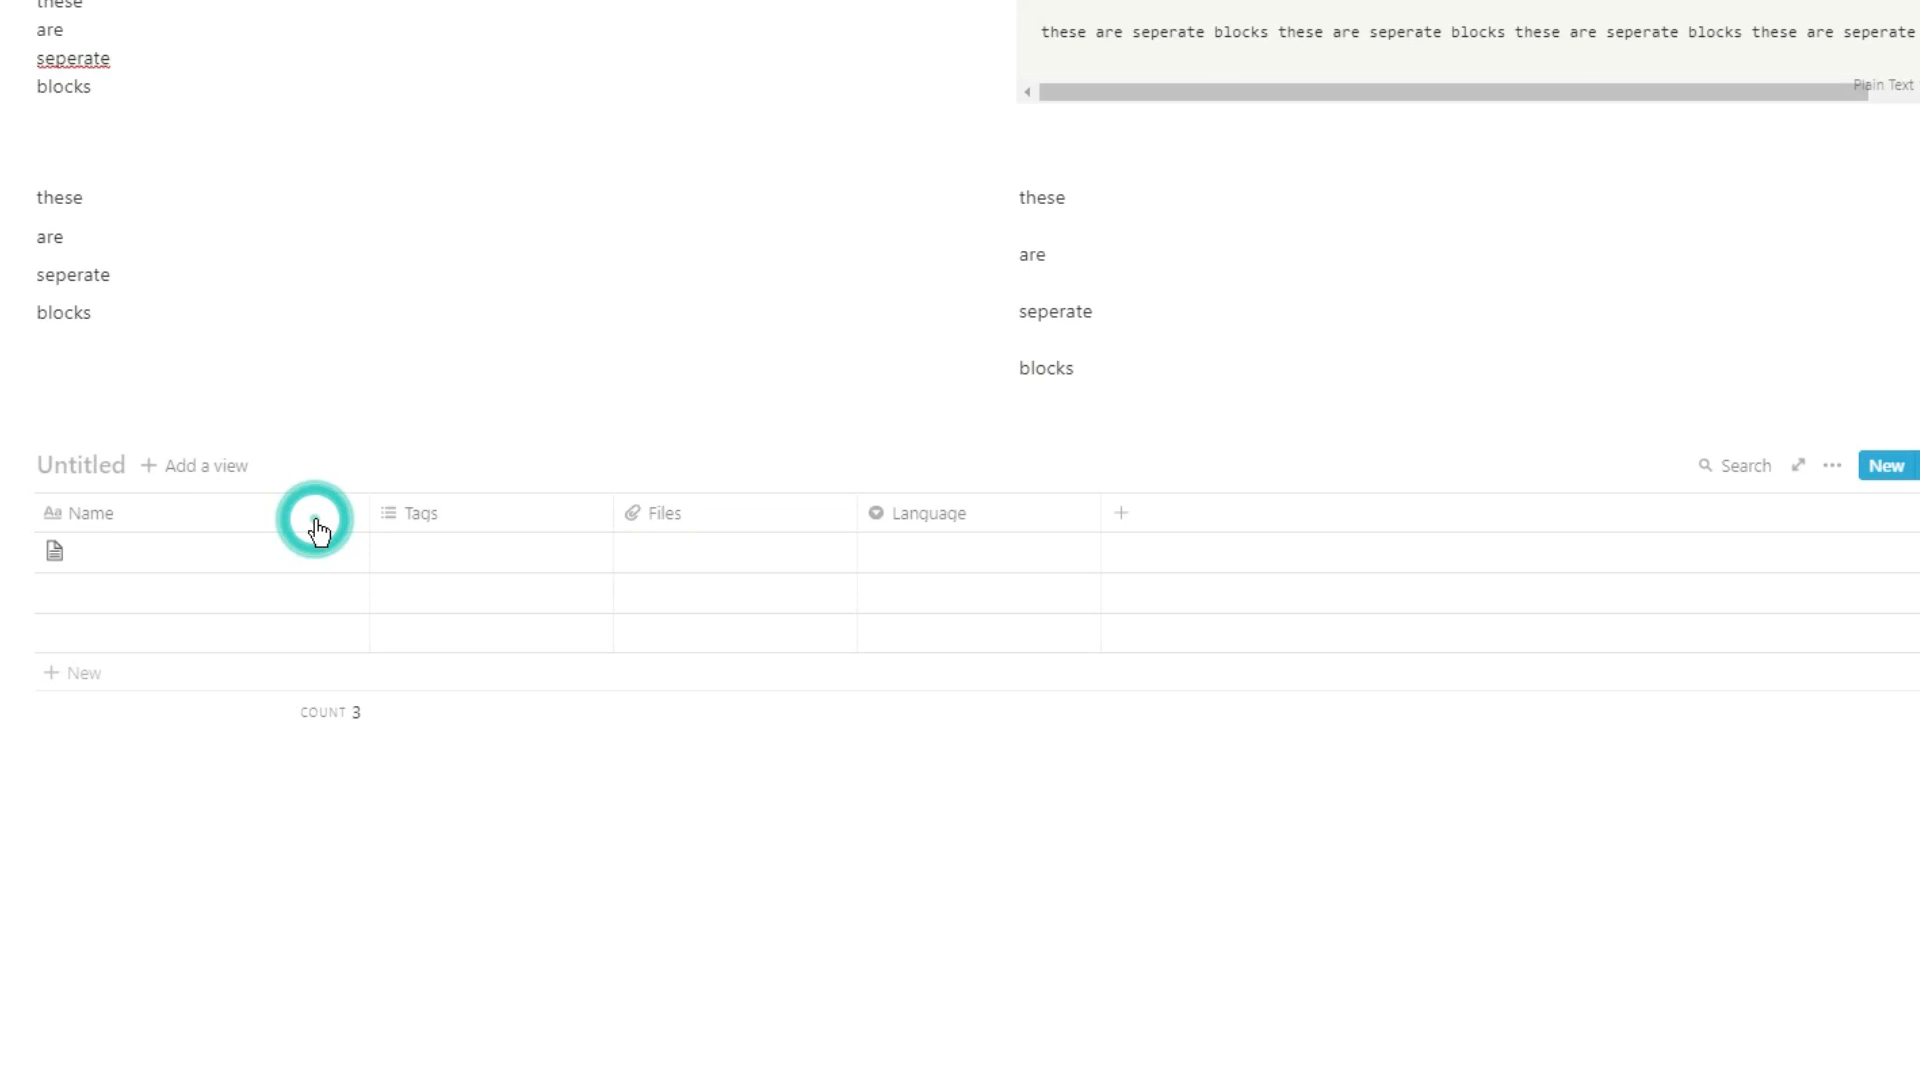 these
are
seperate
blocks
these are seperate blocks these are seperate blocks these are seperate blocks these are seperate
Plain Text
these
are
seperate
blocks
these
are
seperate
blocks
Untitled + Add a view
Search ... New
Aa Name Tags Files Language +
+ New
COUNT 3